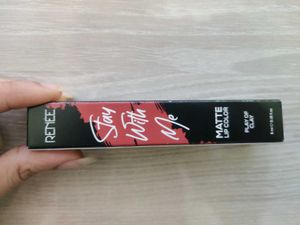 RENEE
Stay
With
Me
MATTE
LIP COLOR
PLAY OF
CLAY